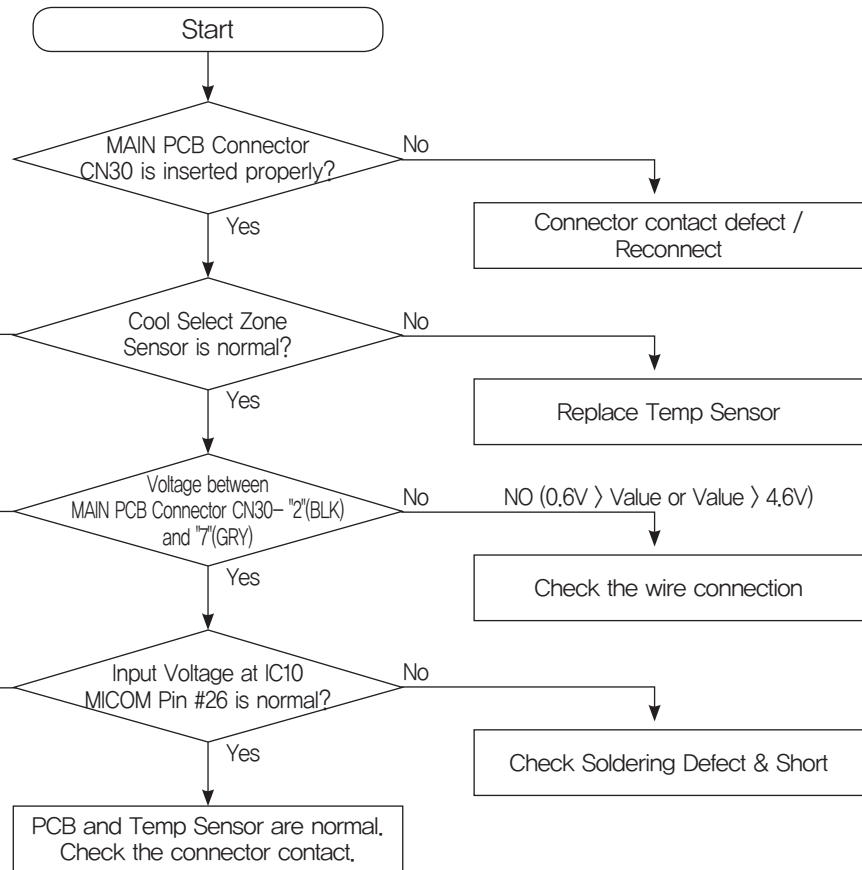 Start
MAIN PCB Connector
CN30 is inserted properly?
No
Connector contact defect /
Reconnect
Yes
Cool Select Zone
Sensor is normal?
No
Replace Temp Sensor
Yes
Voltage between
MAIN PCB Connector CN30- "2"(BLK)
and "7"(GRY)
No
NO (0.6V 〉 Value or Value 〉 4.6V)
Check the wire connection
Yes
Input Voltage at IC10
MICOM Pin #26 is normal?
No
Check Soldering Defect & Short
Yes
PCB and Temp Sensor are normal.
Check the connector contact.